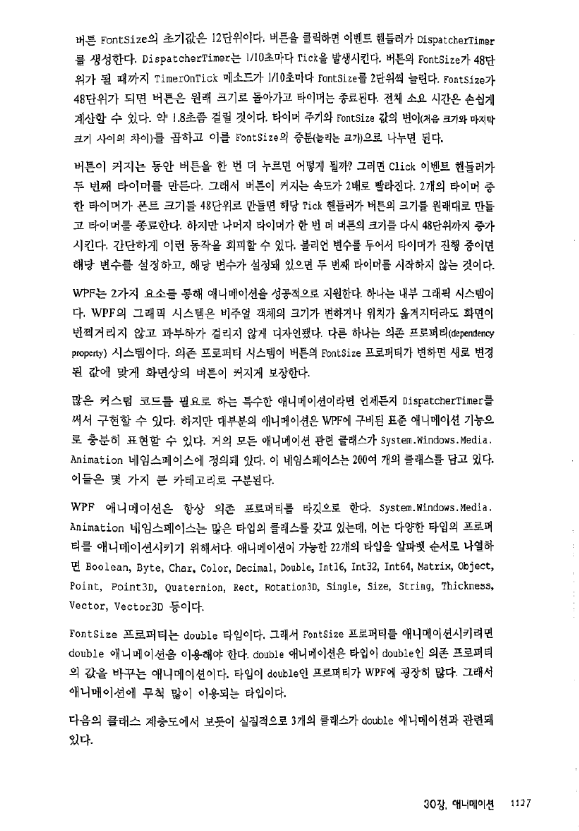 버튼 FontSize의 초기값은 12단위이다. 버튼을 클릭하면 이벤트 핸들러가 DispatcherTimer
를 생성한다. DispatcherTimer는 1/10초마다 Tick을 발생시킨다. 버튼의 FontSize가 48단
위가 될 때까지 TimerOnTick 메소드가 1/10초마다 FontSize를 2단위씩 늘린다. FontSize가
48단위가 되면 버튼은 원래 크기로 돌아가고 타이머는 종료된다. 전체 소요 시간은 손쉽게
계산할 수 있다. 약 1.8초쯤 걸릴 것이다. 타이머 주기와 FontSize 값의 변이(처음 크기와 마지막
크기 사이의 차이)를 곱하고 이를 FontSize의 증분(늘리는 크기)으로 나누면 된다.
버튼이 커지는 동안 버튼을 한 번 더 누르면 어떻게 될까? 그러면 Click 이벤트 핸들러가
두 번째 타이머를 만든다. 그래서 버튼이 커지는 속도가 2배로 빨라진다. 2개의 타이머 중
한 타이머가 폰트 크기를 48단위로 만들면 해당 Tick 핸들러가 버튼의 크기를 원래대로 만들
고 타이머를 종료한다. 하지만 나머지 타이머가 한 번 더 버튼의 크기를 다시 48단위까지 증가
시킨다. 간단하게 이런 동작을 회피할 수 있다. 불리언 변수를 두어서 타이머가 진행 중이면
해당 변수를 설정하고, 해당 변수가 설정돼 있으면 두 번째 타이머를 시작하지 않는 것이다.
WPF는 2가지 요소를 통해 애니메이션을 성공적으로 지원한다. 하나는 내부 그래픽 시스템이
다. WPF의 그래픽 시스템은 비주얼 객체의 크기가 변하거나 위치가 옮겨지더라도 화면이
번쩍거리지 않고 과부하가 걸리지 않게 디자인됐다. 다른 하나는 의존 프로퍼티(dependency
property) 시스템이다. 의존 프로퍼티 시스템이 버튼의 FontSize 프로퍼티가 변하면 새로 변경
된 값에 맞게 화면상의 버튼이 커지게 보장한다.
많은 커스텀 코드를 필요로 하는 특수한 애니메이션이라면 언제든지 DispatcherTimer를
써서 구현할 수 있다. 하지만 대부분의 애니메이션은 WPF에 구비된 표준 애니메이션 기능으
로 충분히 표현할 수 있다. 거의 모든 애니메이션 관련 클래스가 System.Windows.Media.
Animation 네임스페이스에 정의돼 있다. 이 네임스페이스는 200여 개의 클래스를 담고 있다.
이들은 몇 가지 큰 카테고리로 구분된다.
WPF 애니메이션은 항상 의존 프로퍼티를 타깃으로 한다. System.Windows.Media.
Animation 네임스페이스는 많은 타입의 클래스를 갖고 있는데, 이는 다양한 타입의 프로퍼
티를 애니메이션시키기 위해서다. 애니메이션이 가능한 22개의 타입을 알파벳 순서로 나열하
면 Boolean, Byte, Char, Color, Decimal, Double, Int16, Int32, Int64, Matrix, Object,
Point, Point3D, Quaternion, Rect, Rotation3D, Single, Size, String, Thickness,
Vector, Vector3D 등이다.
FontSize 프로퍼티는 double 타입이다. 그래서 FontSize 프로퍼티를 애니메이션시키려면
double 애니메이션을 이용해야 한다. double 애니메이션은 타입이 double인 의존 프로퍼티
의 값을 바꾸는 애니메이션이다. 타입이 double인 프로퍼티가 WPF에 굉장히 많다. 그래서
애니메이션에 무척 많이 이용되는 타입이다.
다음의 클래스 계층도에서 보듯이 실질적으로 3개의 클래스가 double 애니메이션과 관련돼
있다.
30장. 애니메이션 1127